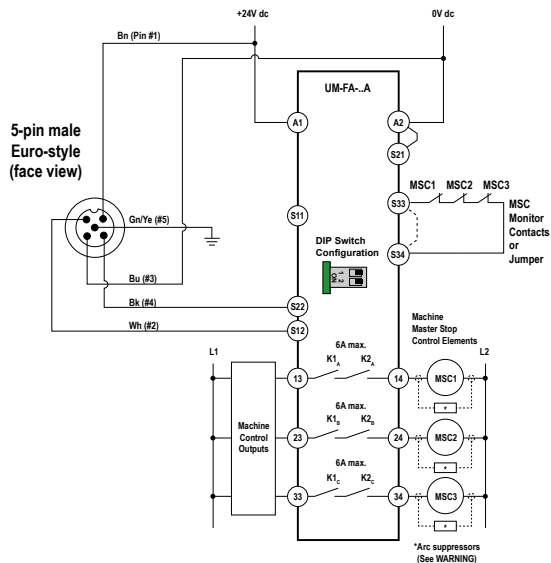 +24V dc
0V dc
Bn (Pin #1)
UM-FA-..A
5-pin male
Euro-style
(face view)
A1
A2
S21
MSC1 MSC2 MSC3
S33
MSC
Monitor
Contacts
or
Jumper
S11
Gn/Ye (#5)
DIP Switch
Configuration
1 2
ON
S34
Bu (#3)
Bk (#4)
S22
Wh (#2)
S12
Machine
Master Stop
Control Elements
L1
L2
6A max.
K1A K2A
13
14
MSC1
*
6A max.
K1B K2B
Machine
Control
Outputs
23
24
MSC2
*
6A max.
K1C K2C
33
34
MSC3
*
*Arc suppressors
(See WARNING)